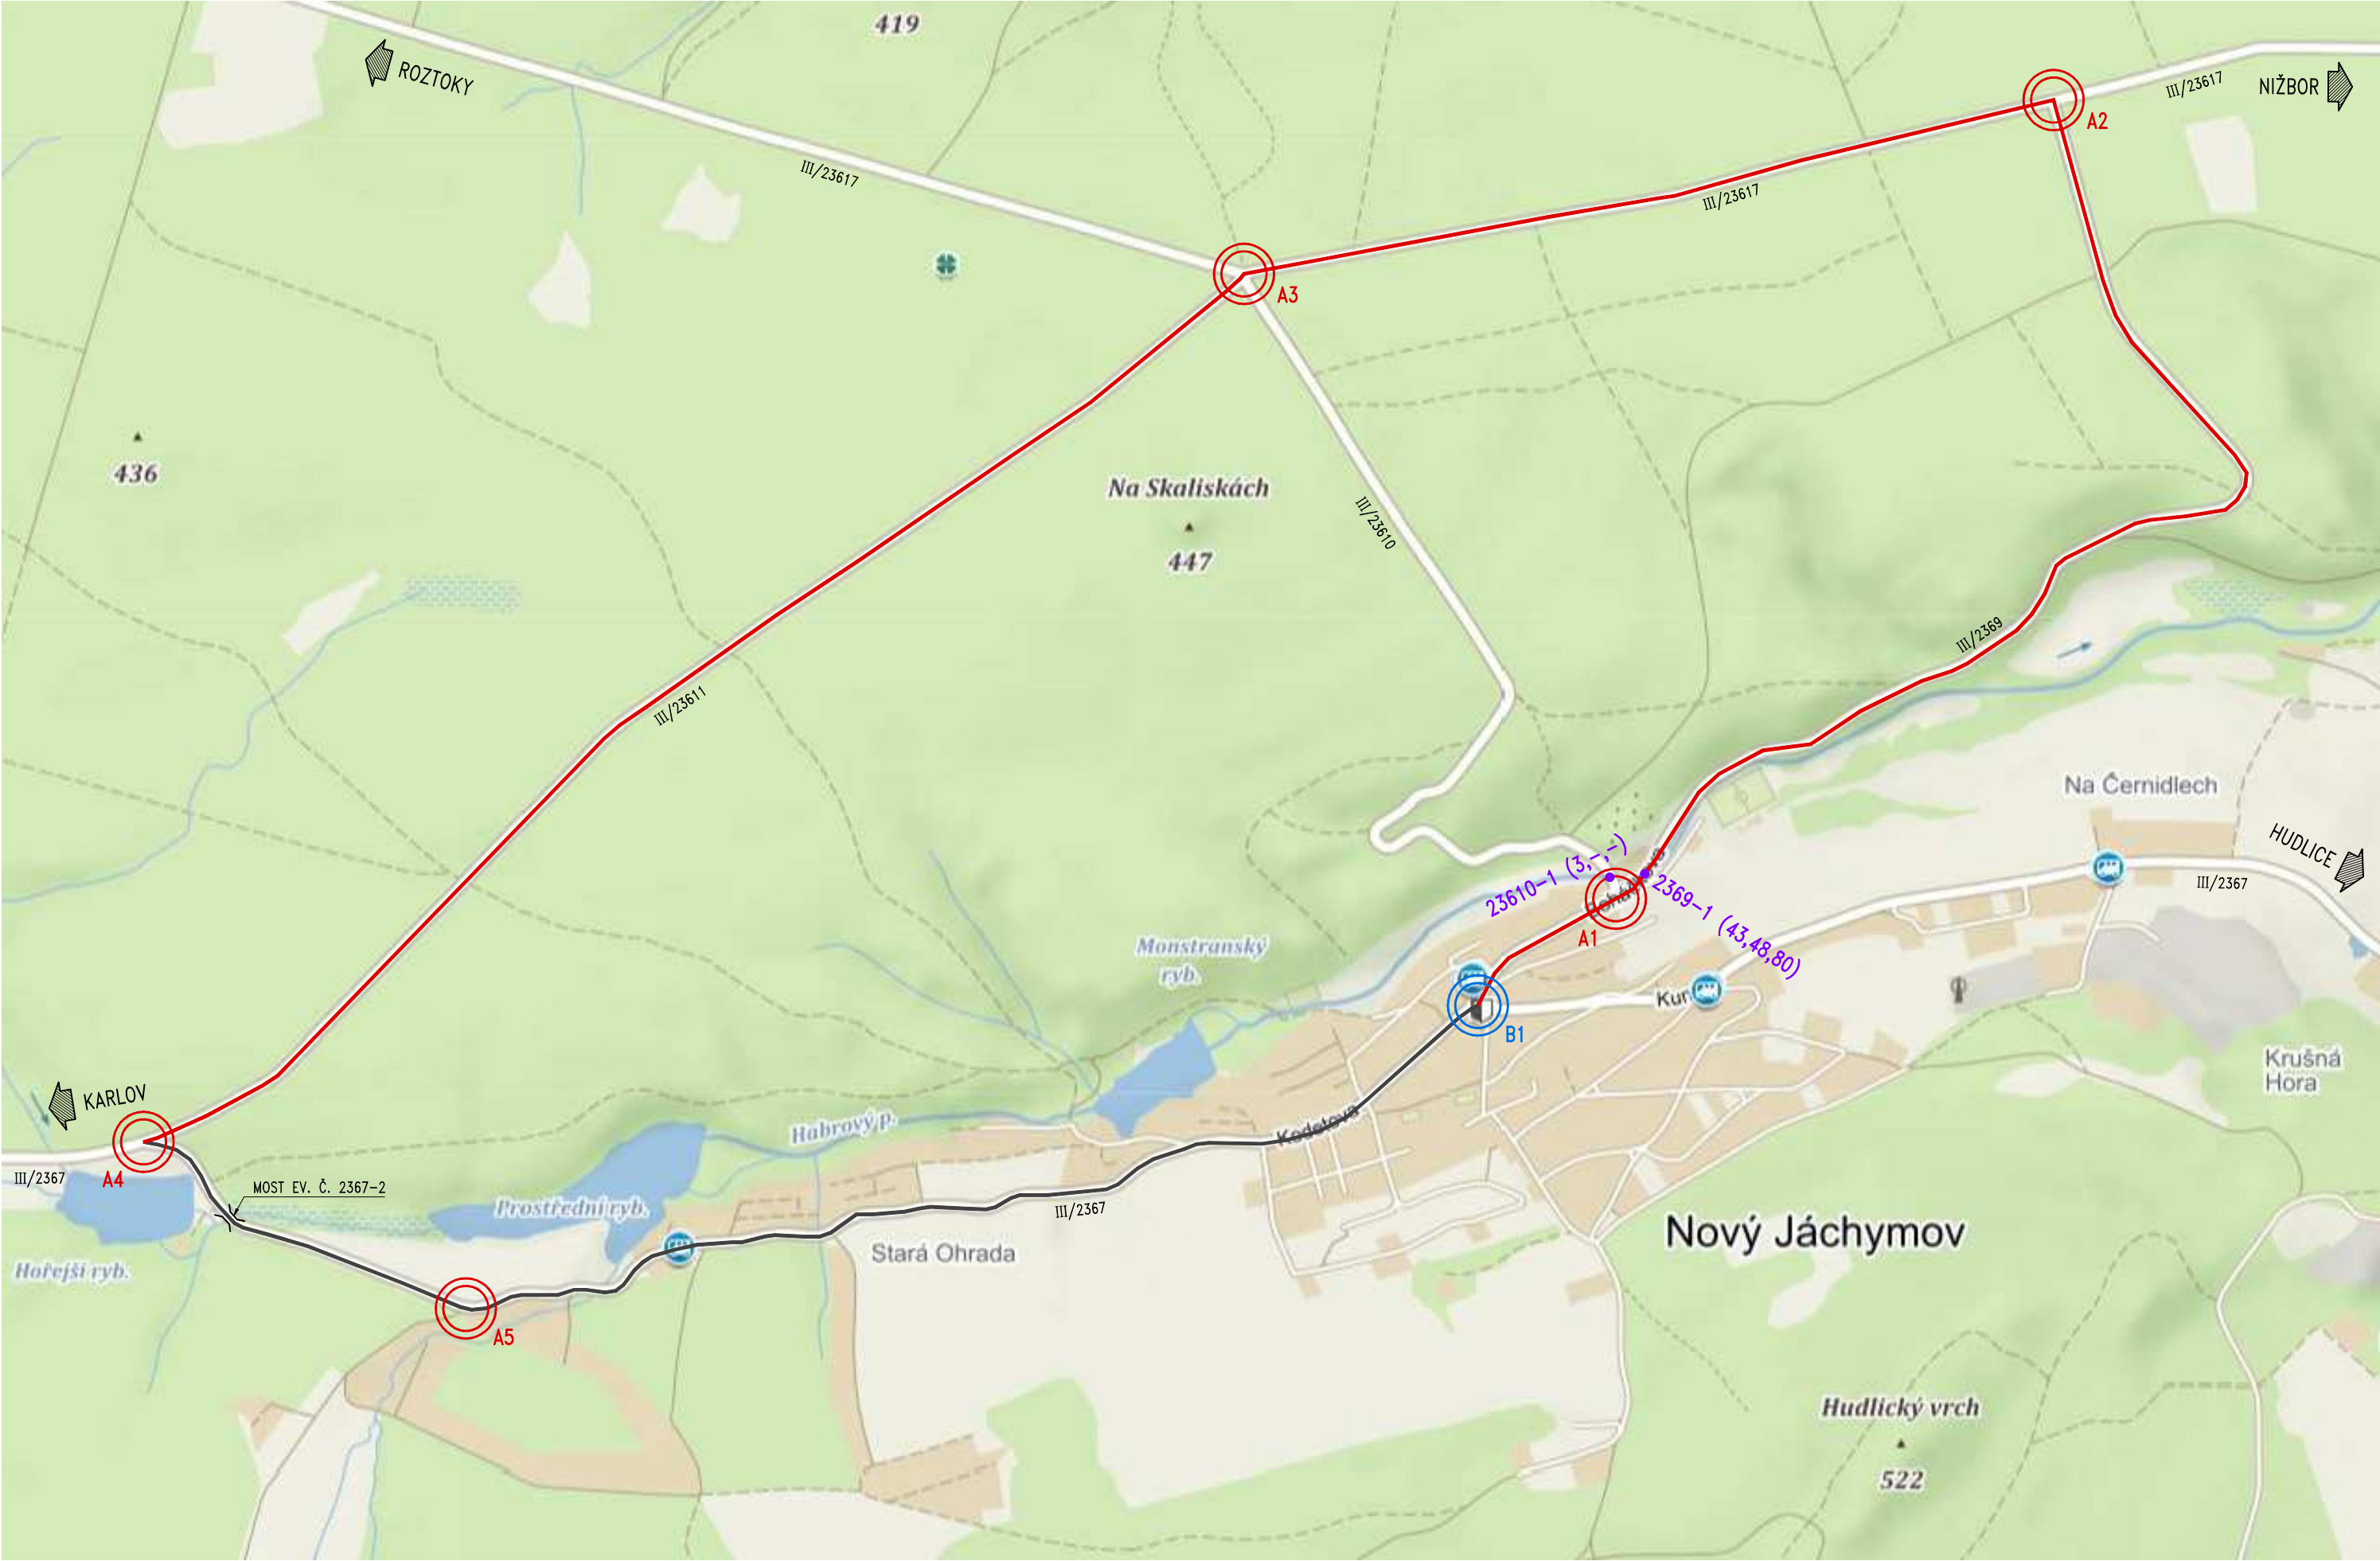 419
ROZTOKY
III/23617
NIŽBOR
A2
III/23617
III/23617
A3
436
Na Skaliskách
447
III/23610
III/2369
III/23611
Na Černidlech
HUDLICE
III/2367
23610-1 (3,-,-)
2369-1 (43,48,80)
A1
Monstranský
ryb.
B1
Krušná
Hora
KARLOV
Habrový p.
III/2367
A4
MOST EV. Č. 2367-2
Prostřední ryb.
III/2367
Stará Ohrada
Nový Jáchymov
Hořejší ryb.
A5
Hudlický vrch
522